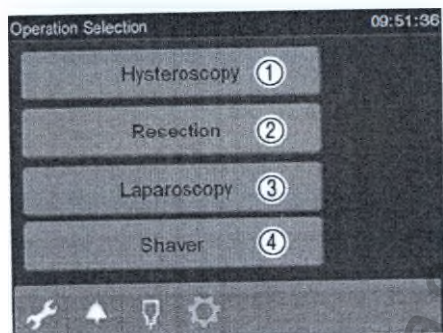 Operation Selection 09:51:36
Hysteroscopy ①
Resection ②
Laparoscopy ③
Shaver ④